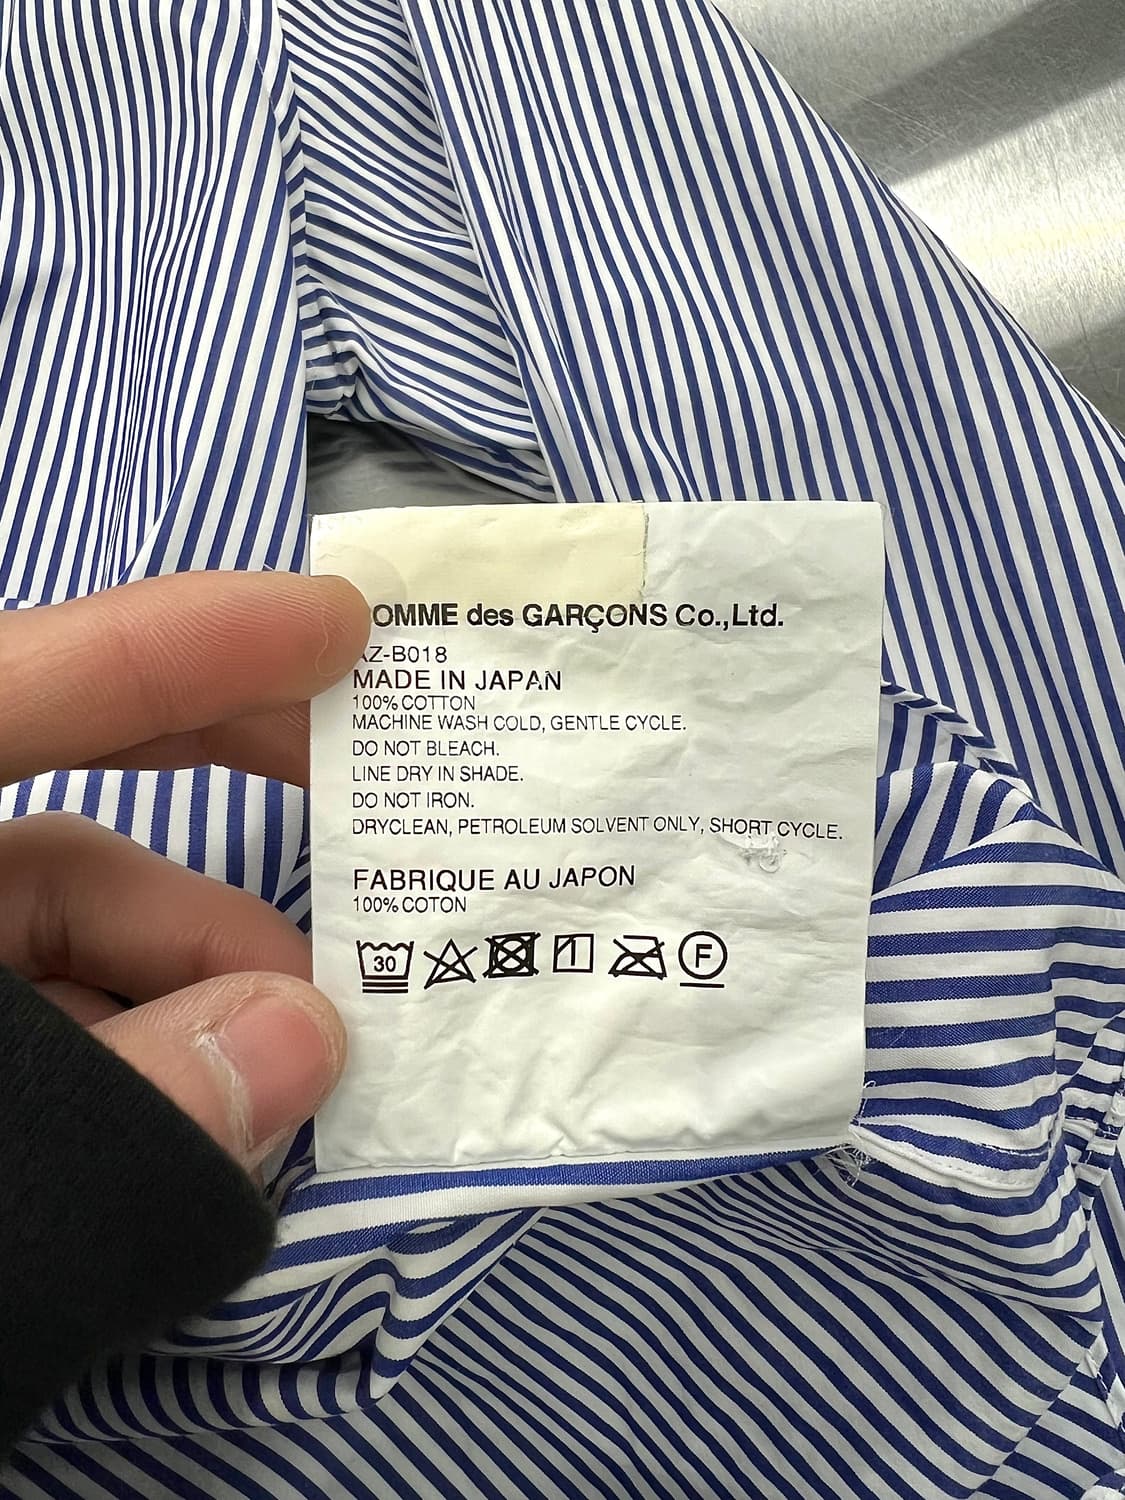 OMME des GARÇONS Co.,Ltd.
AZ-B018
MADE IN JAPAN
100% COTTON
MACHINE WASH COLD, GENTLE CYCLE.
DO NOT BLEACH.
LINE DRY IN SHADE.
DO NOT IRON.
DRYCLEAN, PETROLEUM SOLVENT ONLY, SHORT CYCLE.
FABRIQUE AU JAPON
100% COTON
30 F